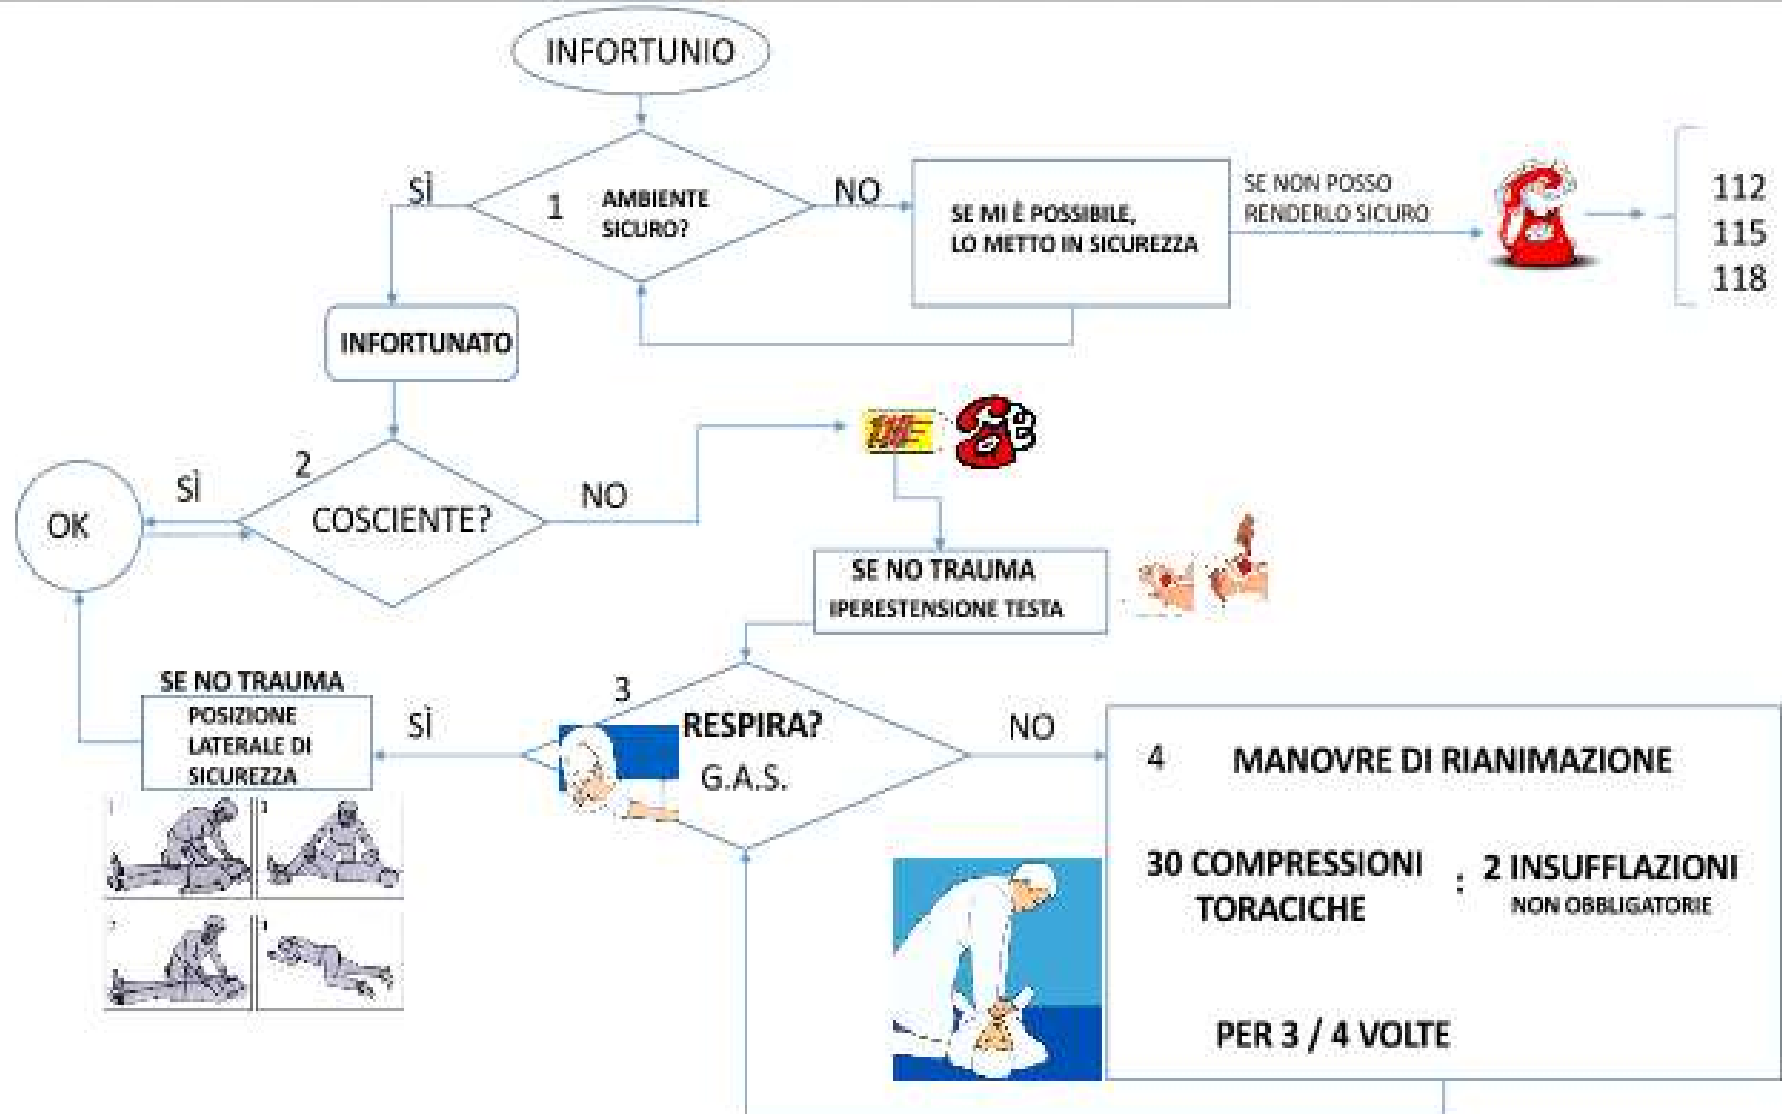 INFORTUNIO
1
AMBIENTE
SICURO?
SÌ
NO
SE MI È POSSIBILE,
LO METTO IN SICUREZZA
SE NON POSSO
RENDERLO SICURO
112
115
118
INFORTUNATO
2
COSCIENTE?
SÌ
NO
OK
SE NO TRAUMA
IPERESTENSIONE TESTA
3
RESPIRA?
G.A.S.
SÌ
NO
SE NO TRAUMA
POSIZIONE
LATERALE DI
SICUREZZA
4 MANOVRE DI RIANIMAZIONE
30 COMPRESSIONI
TORACICHE
:
2 INSUFFLAZIONI
NON OBBLIGATORIE
PER 3 / 4 VOLTE